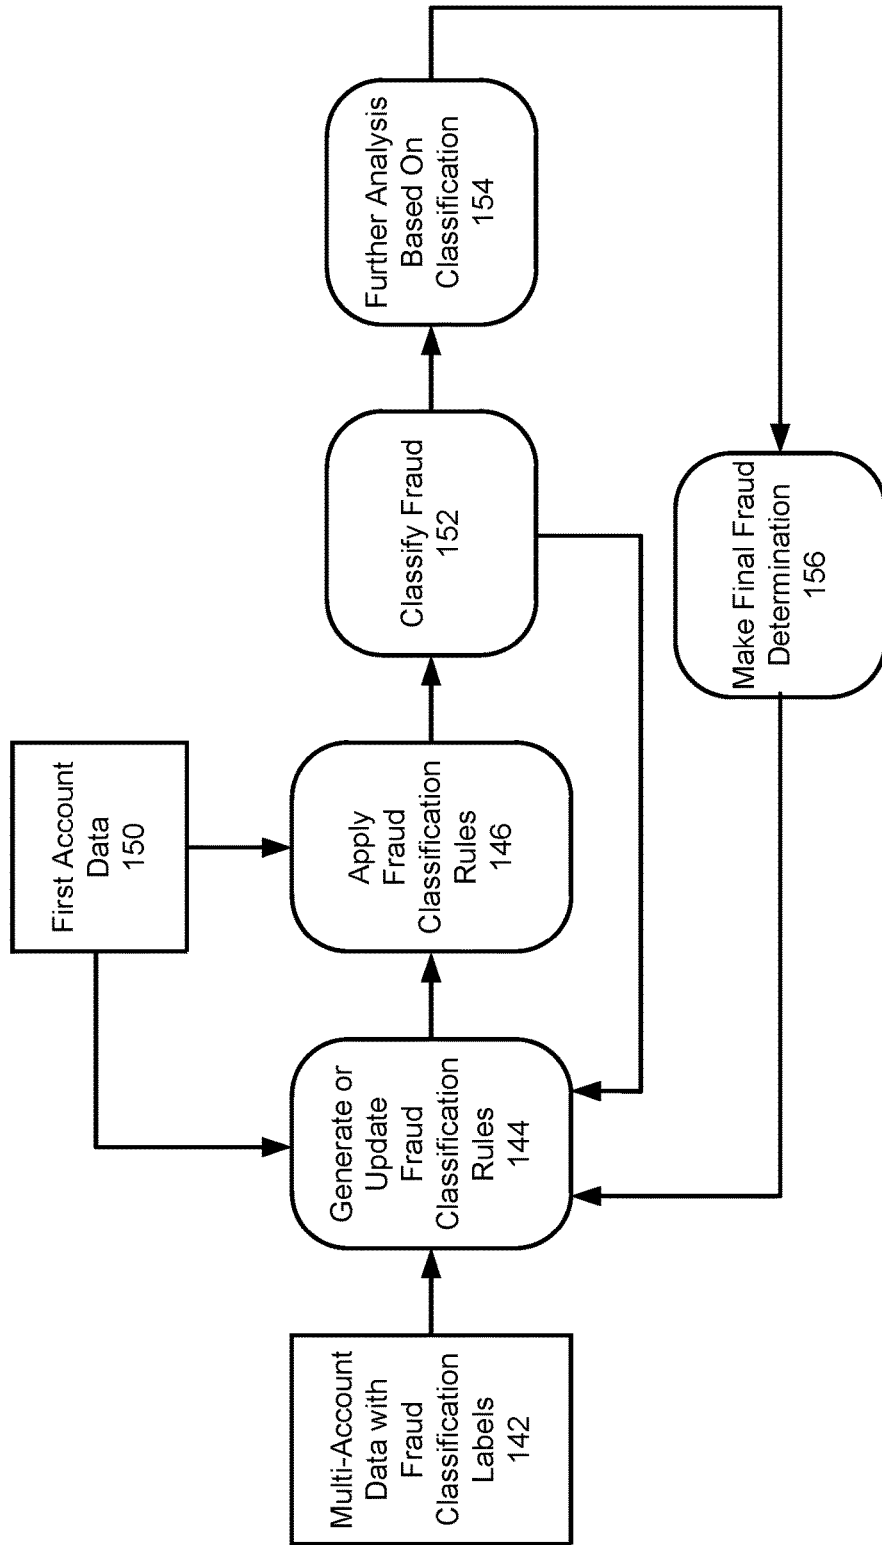 Multi-Account
Data with
Fraud
Classification
Labels
142
Generate or
Update
Fraud
Classification
Rules
144
First Account
Data
150
Apply
Fraud
Classification
Rules
146
Classify Fraud
152
Further Analysis
Based On
Classification
154
Make Final Fraud
Determination
156